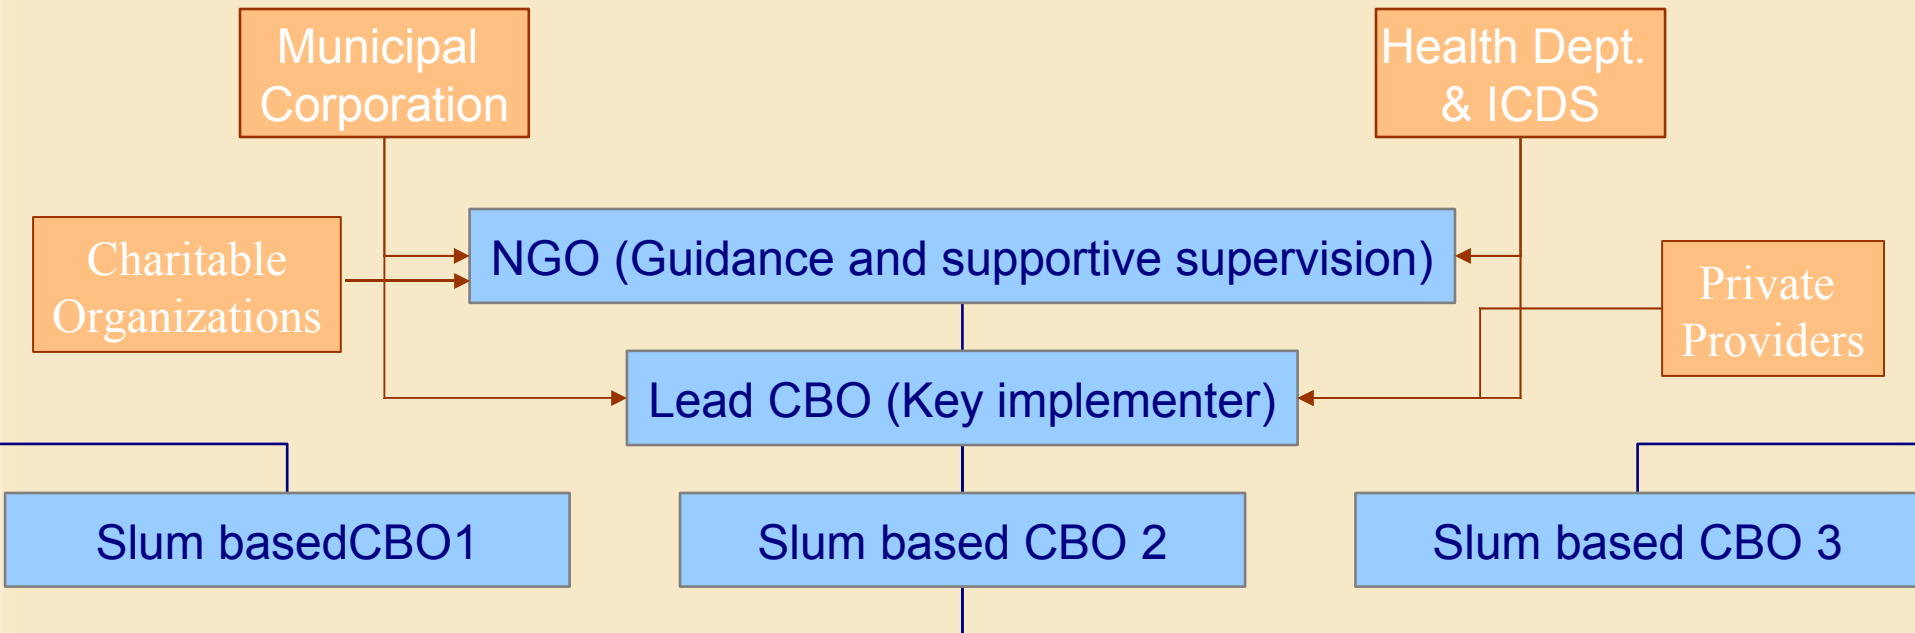 Municipal
Corporation
Health Dept.
& ICDS
NGO (Guidance and supportive supervision)
Charitable
Organizations
Private
Providers
Lead CBO (Key implementer)
Slum basedCBO1
Slum based CBO 2
Slum based CBO 3